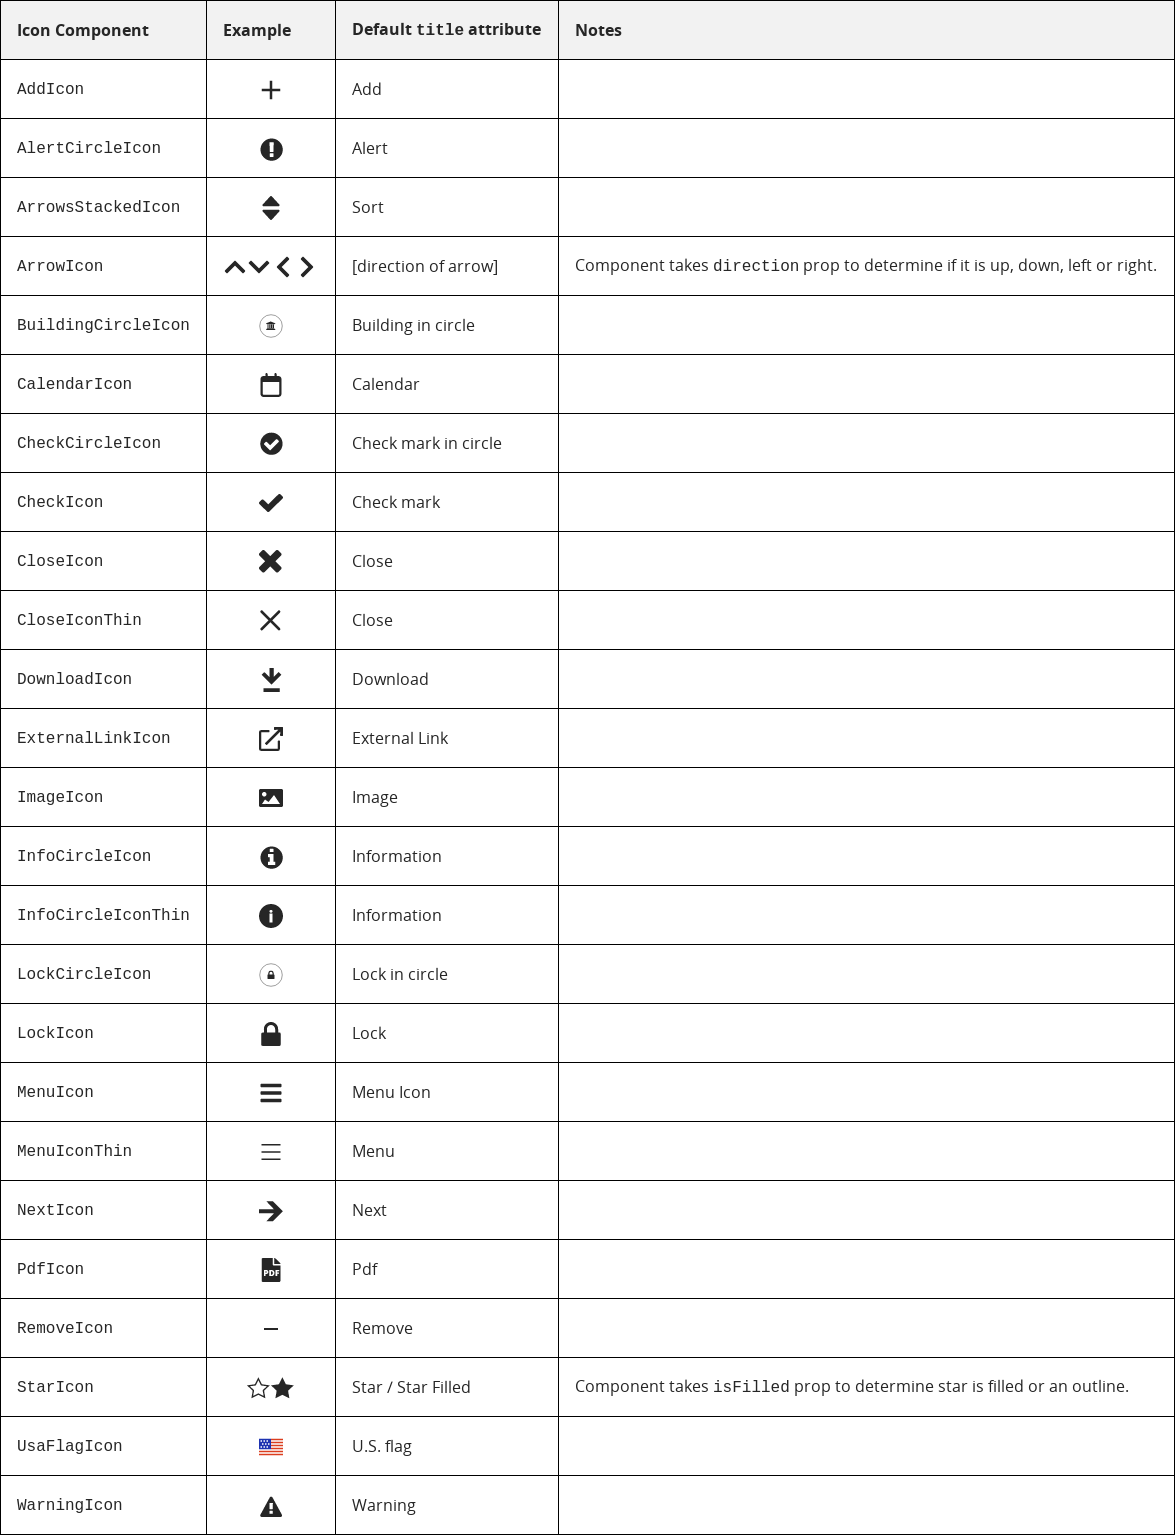 Icon Component Example Default title attribute Notes
AddIcon Add
AlertCircleIcon Alert
ArrowsStackedIcon Sort
ArrowIcon [direction of arrow] Component takes direction prop to determine if it is up, down, left or right.
BuildingCircleIcon Building in circle
CalendarIcon Calendar
CheckCircleIcon Check mark in circle
CheckIcon Check mark
CloseIcon Close
CloseIconThin Close
DownloadIcon Download
ExternalLinkIcon External Link
ImageIcon Image
InfoCircleIcon Information
InfoCircleIconThin Information
LockCircleIcon Lock in circle
LockIcon Lock
MenuIcon Menu Icon
MenuIconThin Menu
NextIcon Next
PdfIcon PDF Pdf
RemoveIcon Remove
StarIcon Star / Star Filled Component takes isFilled prop to determine star is filled or an outline.
UsaFlagIcon U.S. flag
WarningIcon Warning